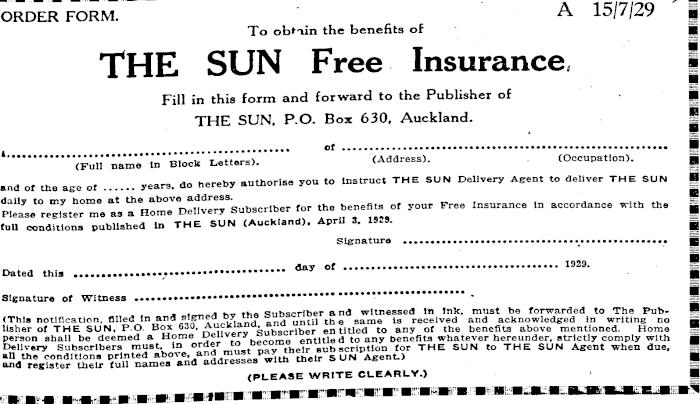 ORDER FORM.
A 15/7/29
To obtain the benefits of
THE SUN Free Insurance.
Fill in this form and forward to the Publisher of
THE SUN, P.O. Box 630, Auckland.
I............................................... of ......................................................................
(Full name in Block Letters). (Address). (Occupation).
and of the age of ...... years, do hereby authorise you to instruct THE SUN Delivery Agent to deliver THE SUN
daily to my home at the above address.
Please register me as a Home Delivery Subscriber for the benefits of your Free Insurance in accordance with the
full conditions published in THE SUN (Auckland), April 3, 1929.
Signature ..........................................................
Dated this ............................................... day of ............................................... 1929.
Signature of Witness ..........................................................................
(This notification, filled in and signed by the Subscriber and witnessed in ink, must be forwarded to The Pub-
lisher of THE SUN, P.O. Box 630, Auckland, and until the same is received and acknowledged in writing no
person shall be deemed a Home Delivery Subscriber entitled to any of the benefits above mentioned. Home
Delivery Subscribers must, in order to become entitled to any benefits whatever hereunder, strictly comply with
all the conditions printed above, and must pay their subscription for THE SUN to THE SUN Agent when due,
and register their full names and addresses with their SUN Agent.)
(PLEASE WRITE CLEARLY.)